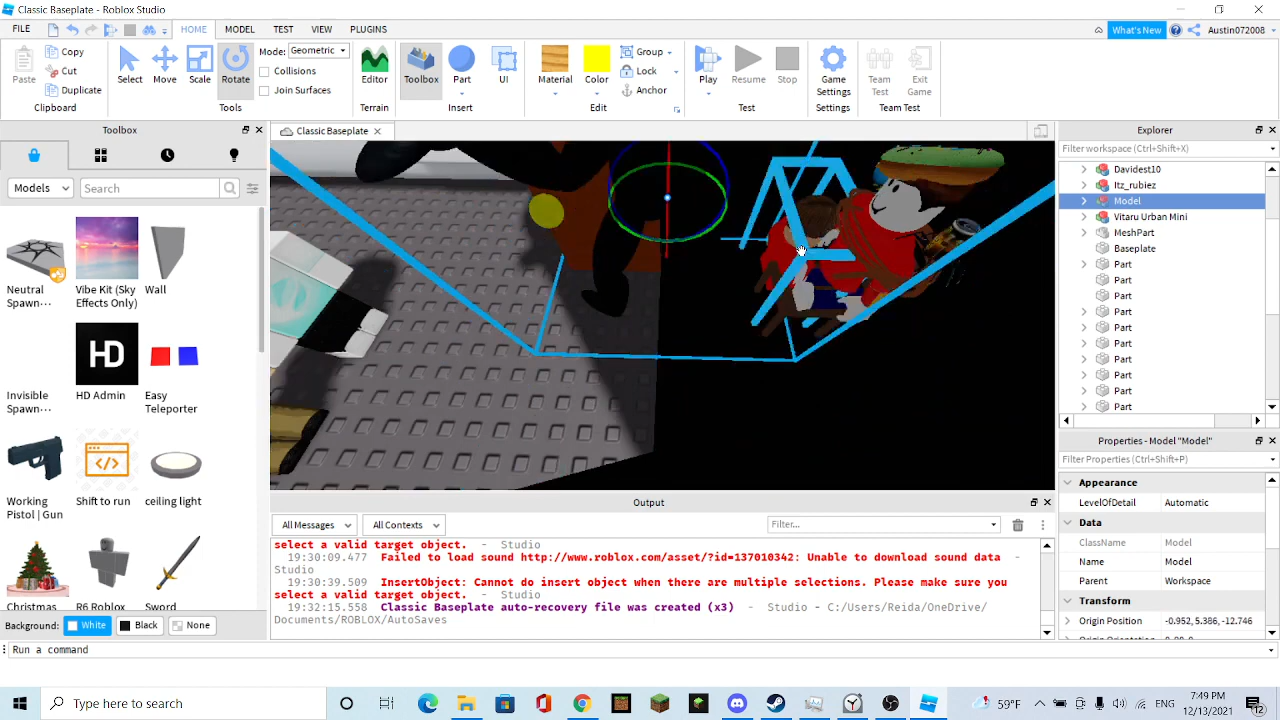 Classic Baseplate - Roblox Studio
FILE
HOME MODEL TEST VIEW PLUGINS
What's New
Austin072008
Paste
Copy
Cut
Duplicate
Clipboard
Select
Move
Scale
Rotate
Mode: Geometric
Collisions
Join Surfaces
Tools
Editor
Terrain
Toolbox
Part
UI
Insert
Material
Color
Group
Lock
Anchor
Edit
Play
Resume
Stop
Test
Game
Settings
Settings
Team
Test
Exit
Game
Team Test
Toolbox
Models
Search
Neutral
Spawn…
Vibe Kit (Sky
Effects Only)
Wall
HD
Invisible
Spawn…
HD Admin
Easy
Teleporter
Working
Pistol | Gun
Shift to run
ceiling light
Christmas
R6 Roblox
Sword
Background: White Black None
Classic Baseplate
Output
All Messages All Contexts Filter...
select a valid target object. - Studio
19:30:09.477 Failed to load sound http://www.roblox.com/asset/?id=137010342: Unable to download sound data -
Studio
19:30:39.509 InsertObject: Cannot do insert object when there are multiple selections. Please make sure you
select a valid target object. - Studio
19:32:15.558 Classic Baseplate auto-recovery file was created (x3) - Studio - C:/Users/Reida/OneDrive/
Documents/ROBLOX/AutoSaves
Explorer
Filter workspace (Ctrl+Shift+X)
Davidest10
Itz_rubiez
Model
Vitaru Urban Mini
MeshPart
Baseplate
Part
Part
Part
Part
Part
Part
Part
Part
Part
Part
Properties - Model "Model"
Filter Properties (Ctrl+Shift+P)
Appearance
LevelOfDetail Automatic
Data
ClassName Model
Name Model
Parent Workspace
Transform
Origin Position -0.952, 5.386, -12.746
Run a command
Type here to search
59°F
7:49 PM
12/13/2021